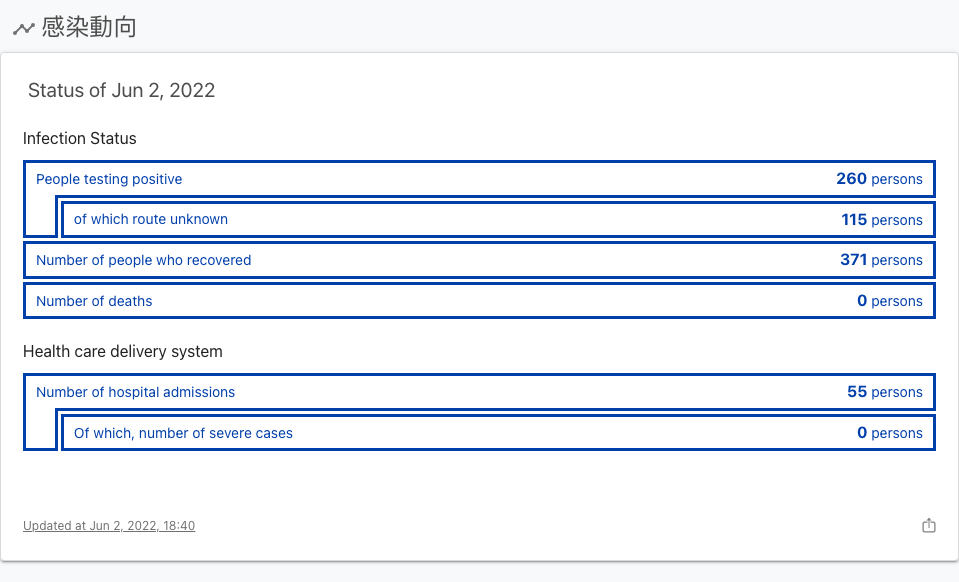 感染動向
Status of Jun 2, 2022
Infection Status
People testing positive 260 persons
of which route unknown 115 persons
Number of people who recovered 371 persons
Number of deaths 0 persons
Health care delivery system
Number of hospital admissions 55 persons
Of which, number of severe cases 0 persons
Updated at Jun 2, 2022, 18:40